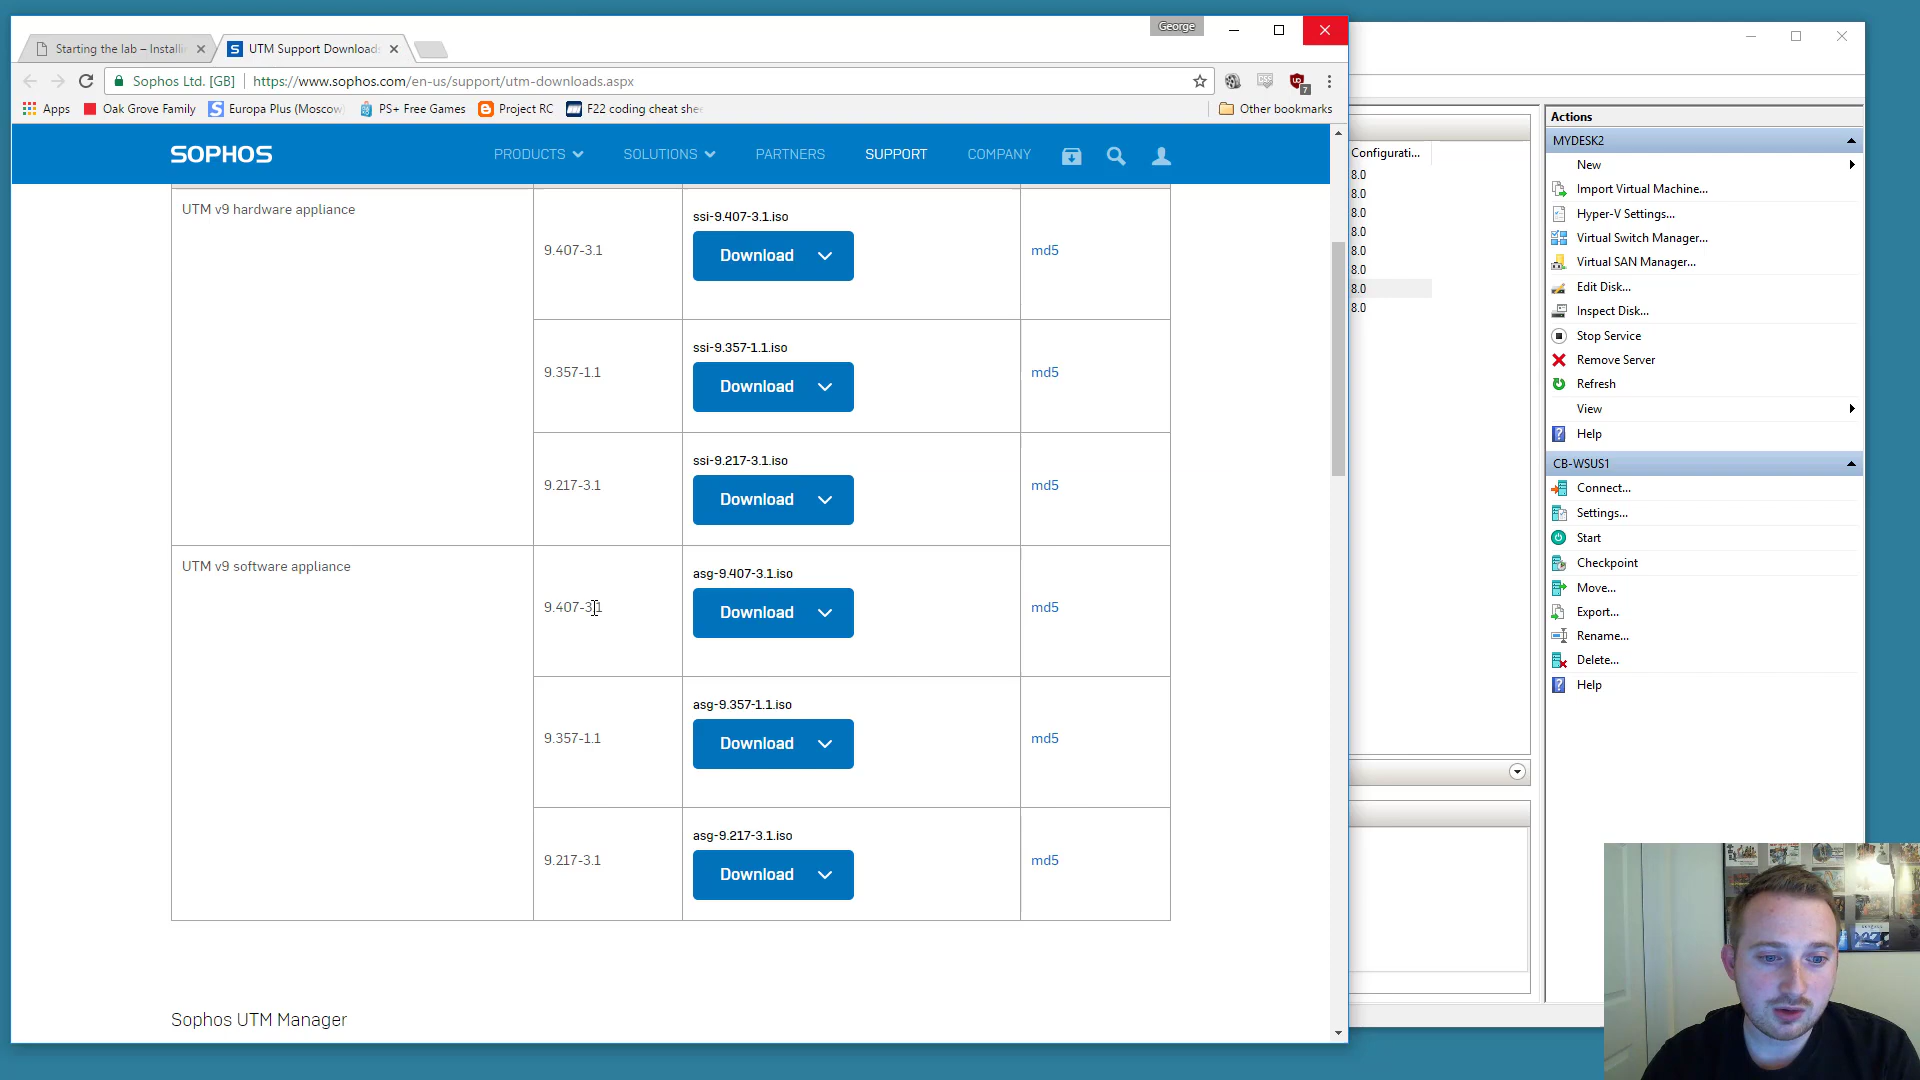 George
Starting the lab – Installi
UTM Support Downloads
Sophos Ltd. [GB]
https://www.sophos.com/en-us/support/utm-downloads.aspx
7
Apps
Oak Grove Family
Europa Plus (Moscow)
PS+ Free Games
Project RC
F22 coding cheat shee
Other bookmarks
SOPHOS
PRODUCTS
SOLUTIONS
PARTNERS
SUPPORT
COMPANY
UTM v9 hardware appliance
9.407-3.1
ssi-9.407-3.1.iso
Download
md5
9.357-1.1
ssi-9.357-1.1.iso
Download
md5
9.217-3.1
ssi-9.217-3.1.iso
Download
md5
UTM v9 software appliance
9.407-3.1
asg-9.407-3.1.iso
Download
md5
9.357-1.1
asg-9.357-1.1.iso
Download
md5
9.217-3.1
asg-9.217-3.1.iso
Download
md5
Sophos UTM Manager
Configurati...
8.0
8.0
8.0
8.0
8.0
8.0
8.0
8.0
Actions
MYDESK2
New
Import Virtual Machine...
Hyper-V Settings...
Virtual Switch Manager...
Virtual SAN Manager...
Edit Disk...
Inspect Disk...
Stop Service
Remove Server
Refresh
View
Help
CB-WSUS1
Connect...
Settings...
Start
Checkpoint
Move...
Export...
Rename...
Delete...
Help